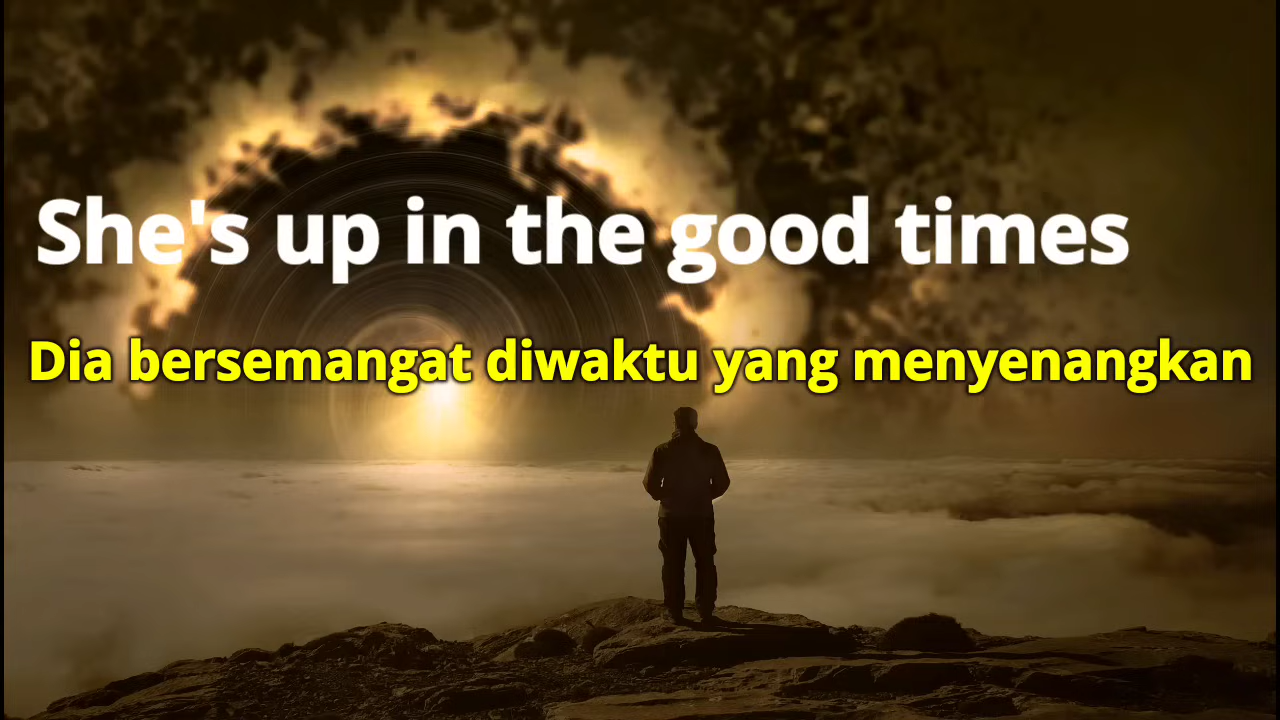 She's up in the good times
Dia bersemangat diwaktu yang menyenangkan